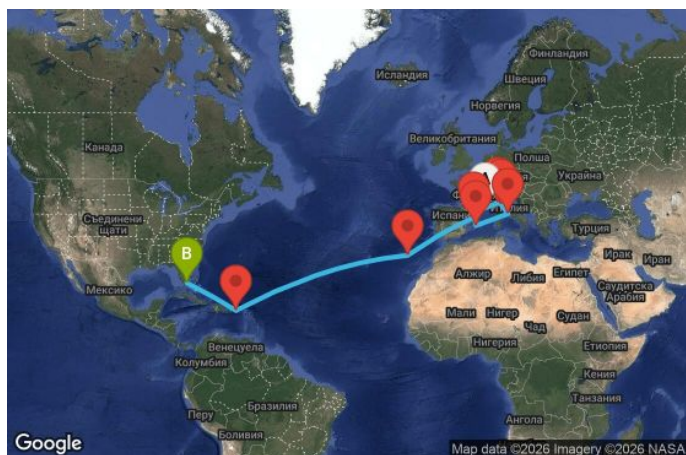 Исландия
Финландия
Швеция
Норвегия
Великобритания
Канада
Полша
Украйна
A
Италия
Съединени
щати
Турция
B
Ирак
Иран
Мексико
Алжир
Либия
Египет
Саудитска
Арабия
Мали
Нигер
Чад
Судан
Венецуела
Нигерия
Етиопия
Колумбия
Кения
Танзания
Перу
Бразилия
Ангола
Боливия
Google
Map data ©2026 Imagery ©2026 NASA